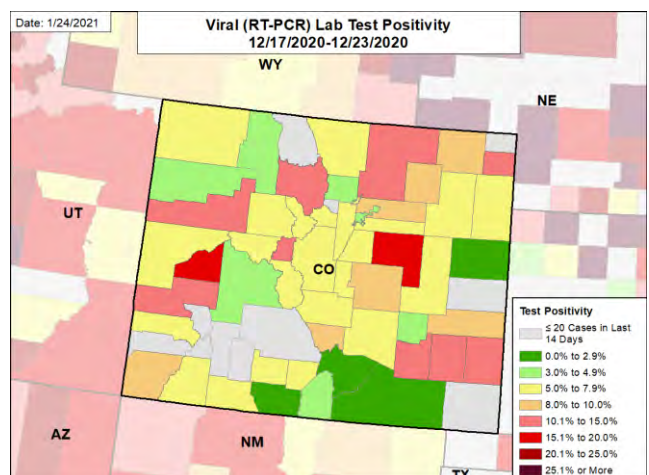 Date: 1/24/2021
Viral (RT-PCR) Lab Test Positivity
12/17/2020-12/23/2020
WY
NE
UT
CO
AZ
NM
TX
Test Positivity
≤ 20 Cases in Last
14 Days
0.0% to 2.9%
3.0% to 4.9%
5.0% to 7.9%
8.0% to 10.0%
10.1% to 15.0%
15.1% to 20.0%
20.1% to 25.0%
25.1% or More